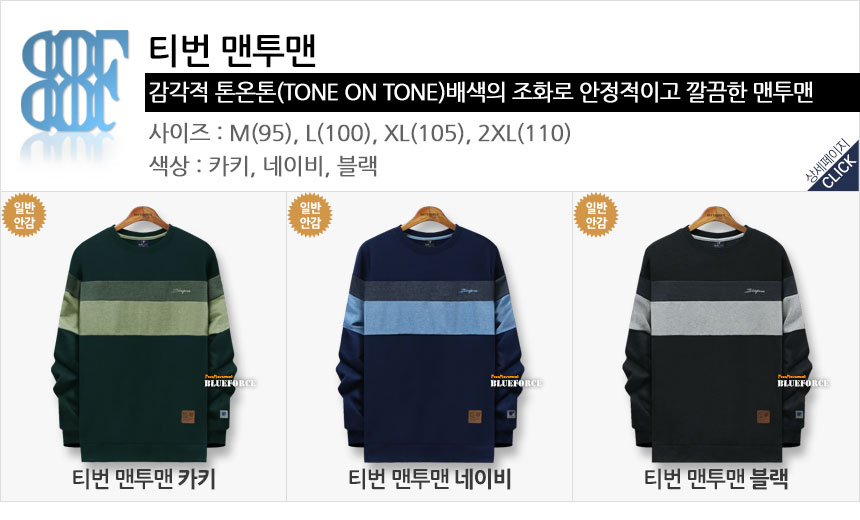 티번 맨투맨
감각적 톤온톤(TONE ON TONE)배색의 조화로 안정적이고 깔끔한 맨투맨
사이즈 : M(95), L(100), XL(105), 2XL(110)
색상 : 카키, 네이비, 블랙
상세페이지
CLICK
일반
안감
일반
안감
일반
안감
FreeMovement
BLUEFORCE
FreeMovement
BLUEFORCE
FreeMovement
BLUEFORCE
티번 맨투맨 카키
티번 맨투맨 네이비
티번 맨투맨 블랙